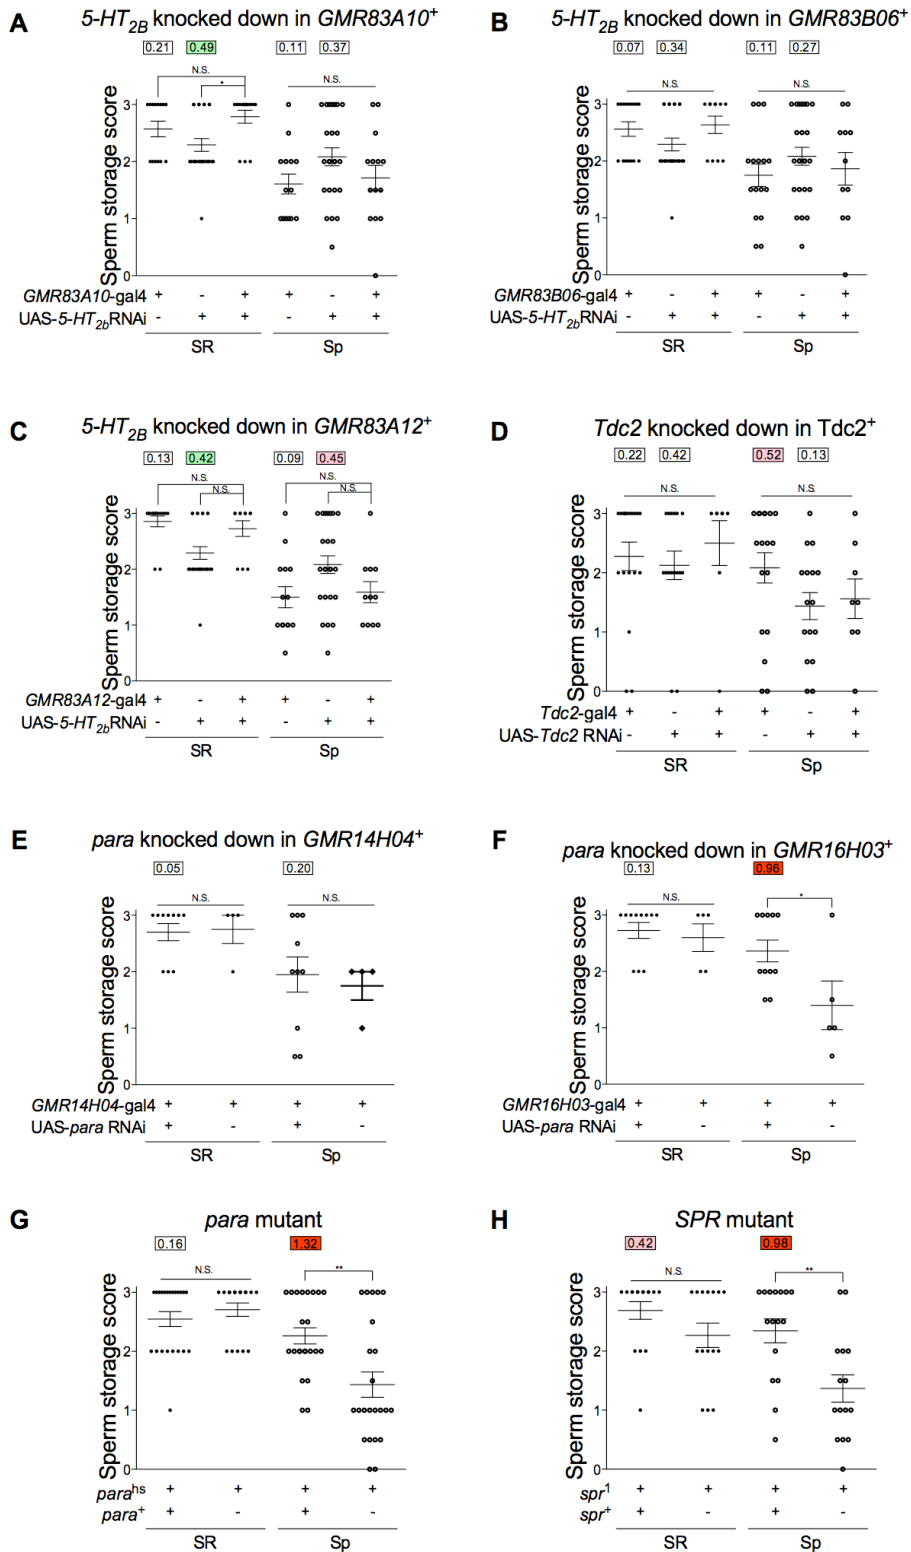 A
5-HT2B knocked down in GMR83A10+
0.21 0.49 0.11 0.37
N.S.
*
N.S.
Sperm storage score
3
2
1
0
GMR83A10-gal4 + - + + - +
UAS-5-HT2bRNAi - + + - + +
SR Sp
B
5-HT2B knocked down in GMR83B06+
0.07 0.34 0.11 0.27
N.S. N.S.
Sperm storage score
3
2
1
0
GMR83B06-gal4 + - + + - +
UAS-5-HT2bRNAi - + + - + +
SR Sp
C
5-HT2B knocked down in GMR83A12+
0.13 0.42 0.09 0.45
N.S. N.S.
N.S. N.S.
Sperm storage score
3
2
1
0
GMR83A12-gal4 + - + + - +
UAS-5-HT2bRNAi - + + - + +
SR Sp
D
Tdc2 knocked down in Tdc2+
0.22 0.42 0.52 0.13
N.S. N.S.
Sperm storage score
3
2
1
0
Tdc2-gal4 + - + + - +
UAS-Tdc2 RNAi - + + - + +
SR Sp
E
para knocked down in GMR14H04+
0.05 0.20
N.S. N.S.
Sperm storage score
3
2
1
0
GMR14H04-gal4 + + + +
UAS-para RNAi + - + -
SR Sp
F
para knocked down in GMR16H03+
0.13 0.96
N.S. *
Sperm storage score
3
2
1
0
GMR16H03-gal4 + + + +
UAS-para RNAi + - + -
SR Sp
G
para mutant
0.16 1.32
N.S. **
Sperm storage score
3
2
1
0
parahs + + + +
para+ + - + -
SR Sp
H
SPR mutant
0.42 0.98
N.S. **
Sperm storage score
3
2
1
0
spr1 + + + +
spr+ + - + -
SR Sp